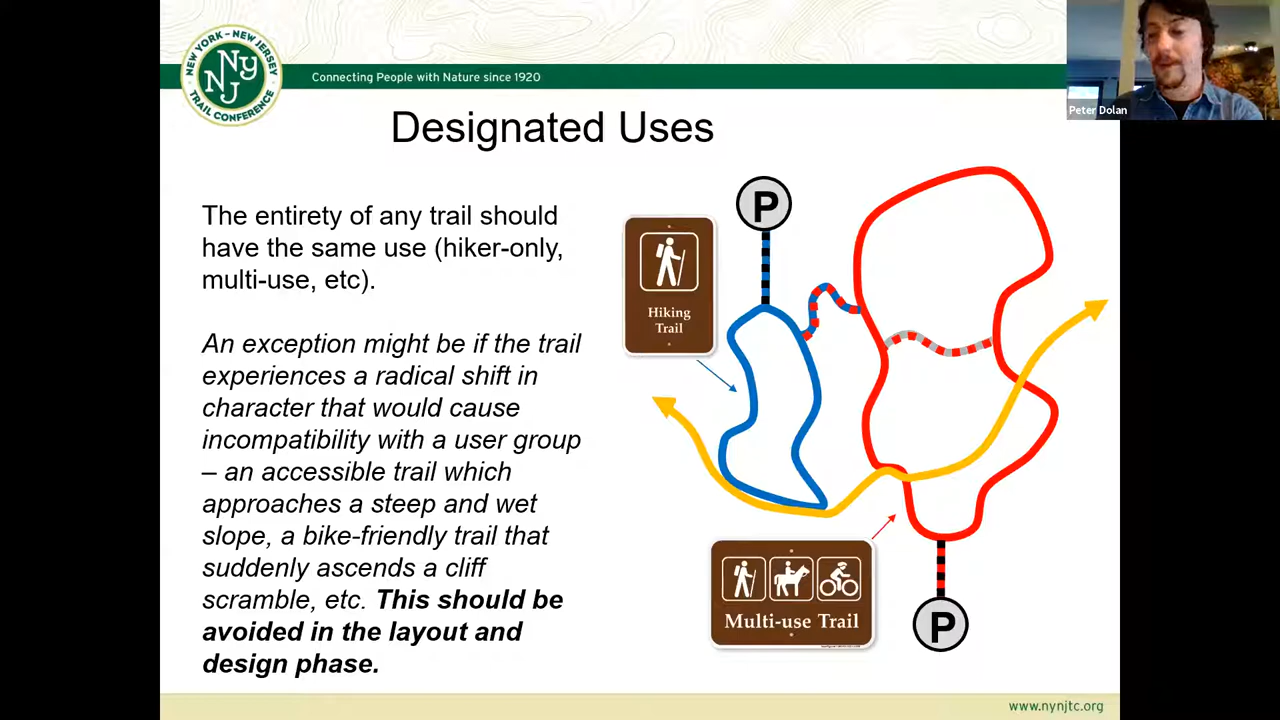 NEW YORK – NEW JERSEY
NY
NJ
TRAIL CONFERENCE
Connecting People with Nature since 1920
Peter Dolan
Designated Uses
The entirety of any trail should
have the same use (hiker-only,
multi-use, etc).
An exception might be if the trail
experiences a radical shift in
character that would cause
incompatibility with a user group
– an accessible trail which
approaches a steep and wet
slope, a bike-friendly trail that
suddenly ascends a cliff
scramble, etc. This should be
avoided in the layout and
design phase.
P
Hiking
Trail
Multi-use Trail
P
www.nynjtc.org